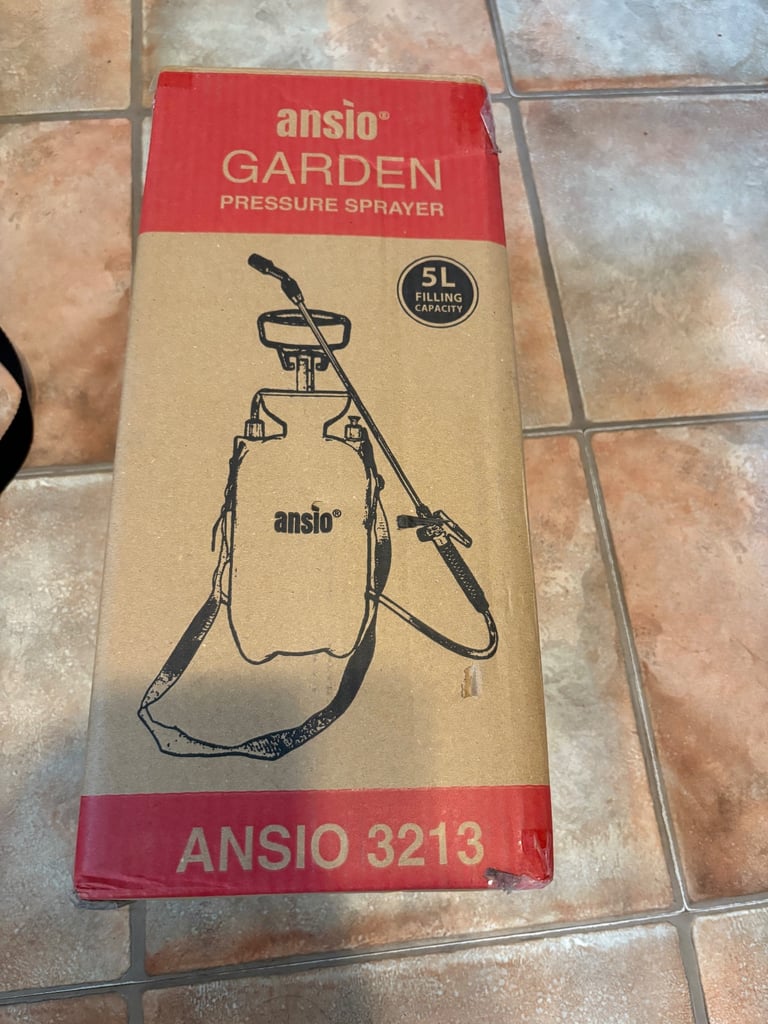 ansio®
GARDEN
PRESSURE SPRAYER
5L
FILLING
CAPACITY
ansio®
ANSIO 3213